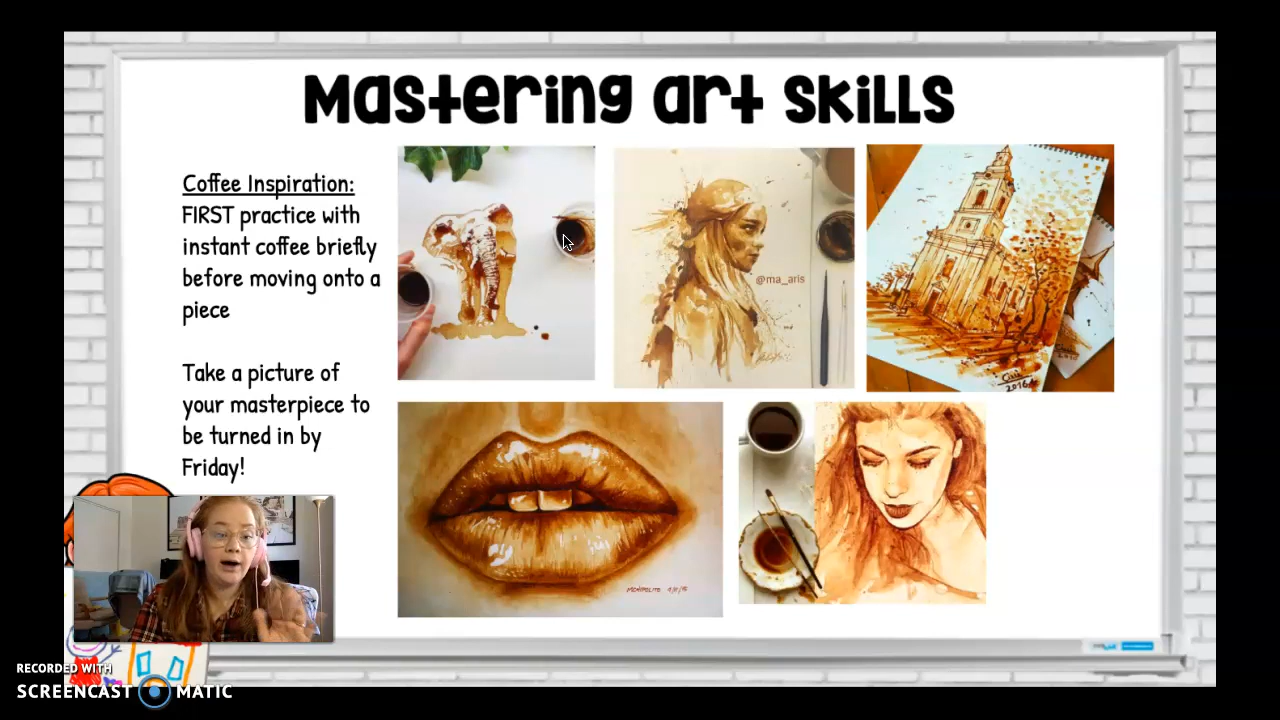 Mastering art skills
Coffee Inspiration:
FIRST practice with
instant coffee briefly
before moving onto a
piece
Take a picture of
your masterpiece to
be turned in by
Friday!
@ma_aris
2016
RECORDED WITH
SCREENCAST MATIC